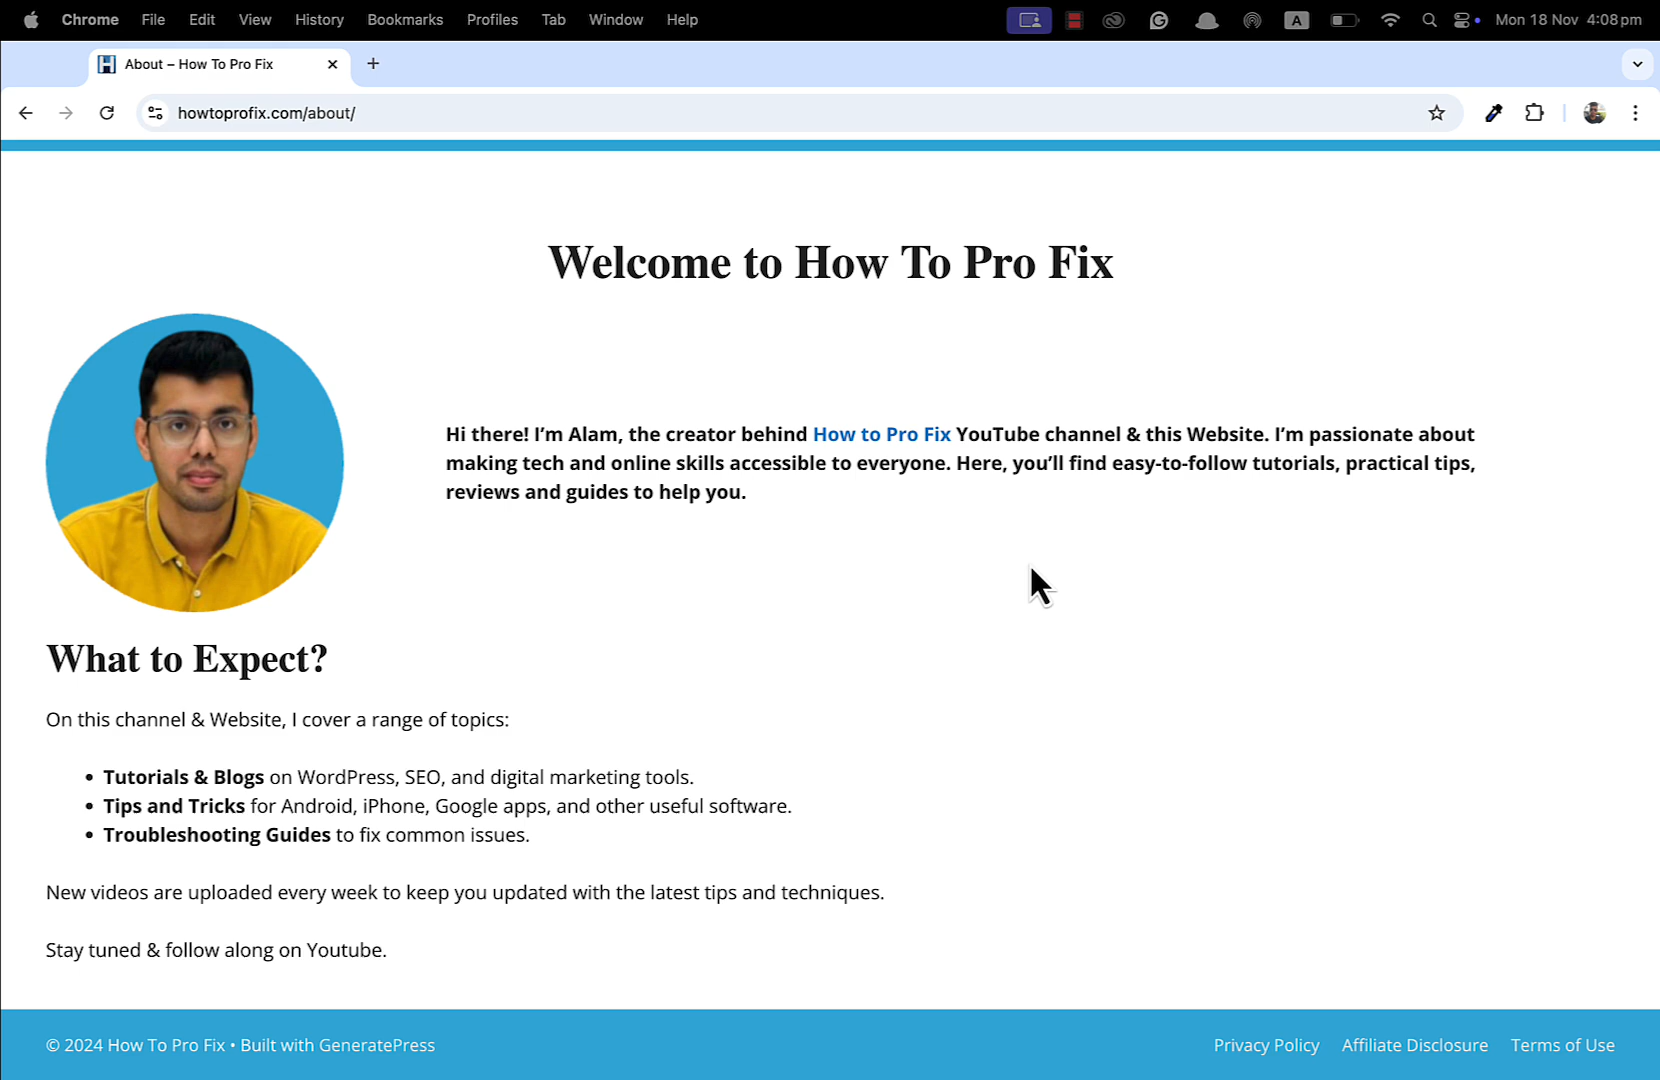 Chrome File Edit View History Bookmarks Profiles Tab Window Help A Mon 18 Nov 4:08 pm
About – How To Pro Fix
howtoprofix.com/about/
Welcome to How To Pro Fix
Hi there! I’m Alam, the creator behind How to Pro Fix YouTube channel & this Website. I’m passionate about
making tech and online skills accessible to everyone. Here, you’ll find easy-to-follow tutorials, practical tips,
reviews and guides to help you.
What to Expect?
On this channel & Website, I cover a range of topics:
• Tutorials & Blogs on WordPress, SEO, and digital marketing tools.
• Tips and Tricks for Android, iPhone, Google apps, and other useful software.
• Troubleshooting Guides to fix common issues.
New videos are uploaded every week to keep you updated with the latest tips and techniques.
Stay tuned & follow along on Youtube.
© 2024 How To Pro Fix • Built with GeneratePress Privacy Policy Affiliate Disclosure Terms of Use